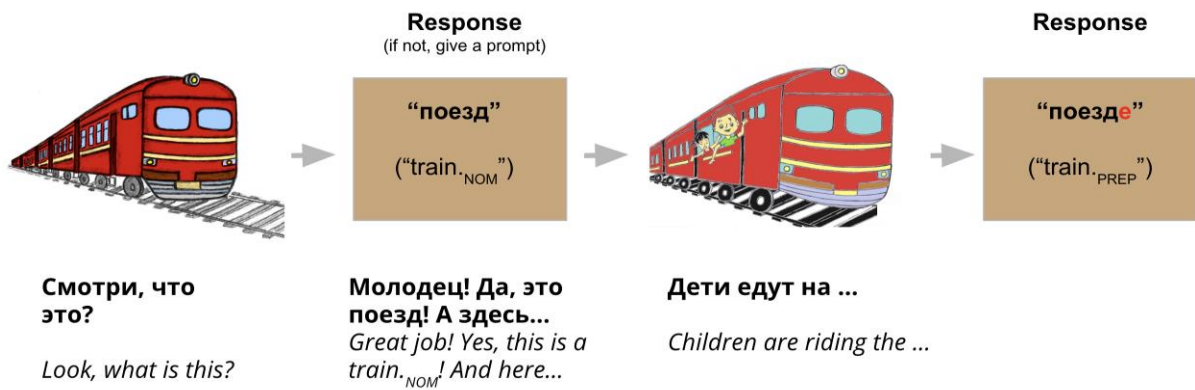 Response
(if not, give a prompt)
“поезд”
(“train.NOM”)
Response
“поезде”
(“train.PREP”)
Смотри, что
это?
Look, what is this?
Молодец! Да, это
поезд! А здесь...
Great job! Yes, this is a
train.NOM! And here...
Дети едут на ...
Children are riding the ...